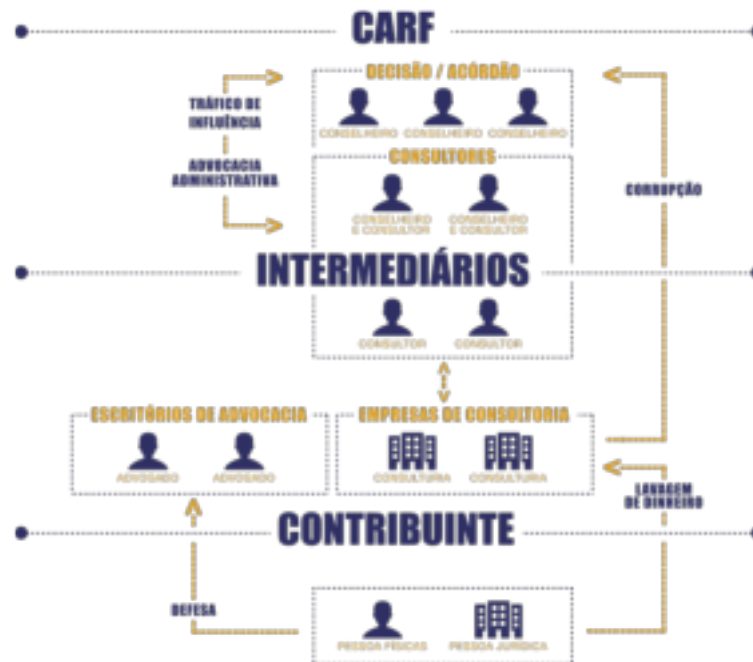 CARF
DECISÃO / ACÓRDÃO
TRÁFICO DE
INFLUÊNCIA
CONSELHEIRO CONSELHEIRO CONSELHEIRO
CONSULTORES
ADVOCACIA
ADMINISTRATIVA
CORRUPÇÃO
CONSELHEIRO
E CONSULTOR
CONSELHEIRO
E CONSULTOR
INTERMEDIÁRIOS
CONSULTOR CONSULTOR
ESCRITÓRIOS DE ADVOCACIA
EMPRESAS DE CONSULTORIA
ADVOGADO ADVOGADO
CONSULTORIA CONSULTORIA
LAVAGEM
DE DINHEIRO
CONTRIBUINTE
DEFESA
PESSOA FÍSICAS PESSOA JURÍDICA